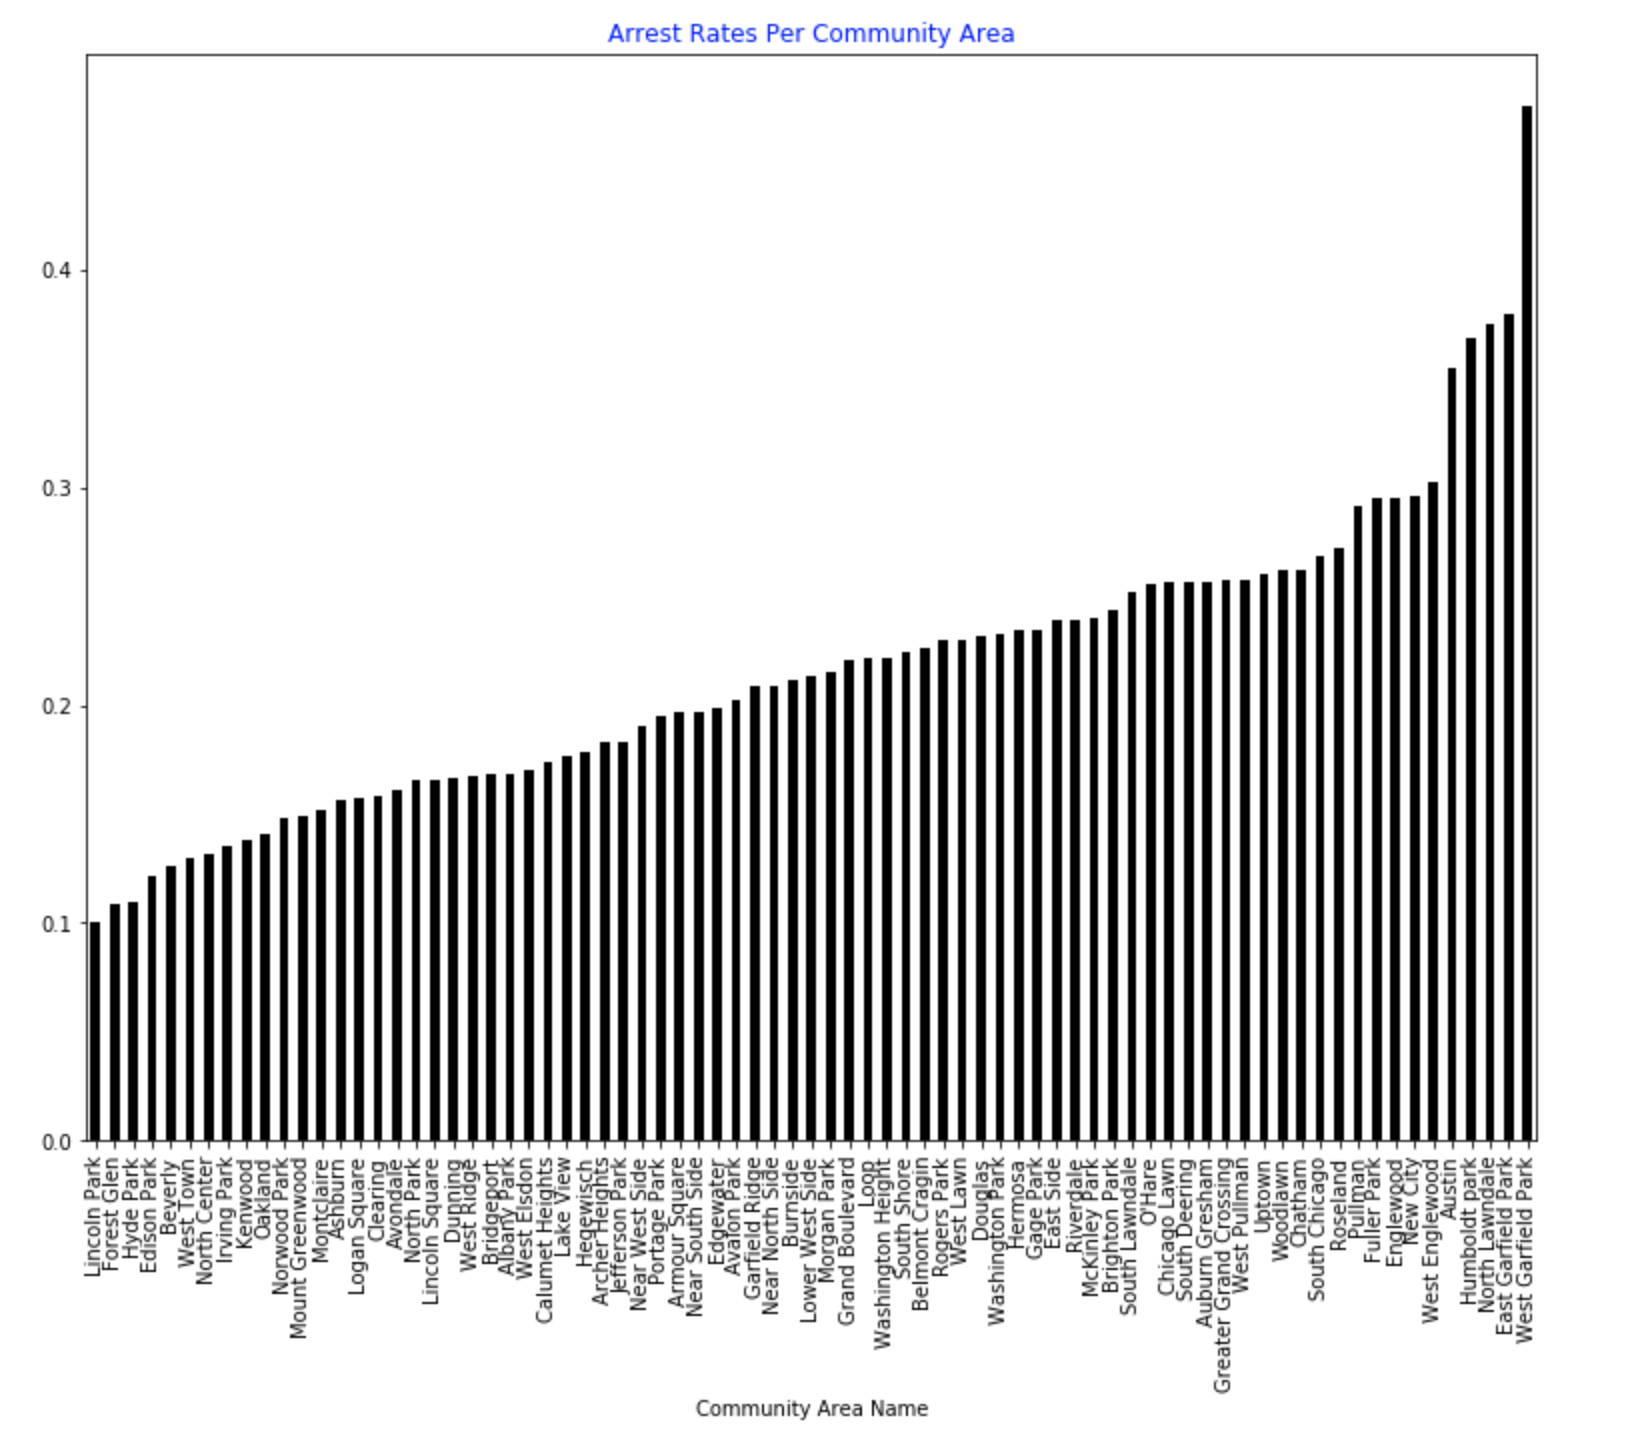 Arrest Rates Per Community Area
0.4
0.3
0.2
0.1
0.0
Lincoln Park
Forest Glen
Hyde Park
Edison Park
Beverly
West Town
North Center
Irving Park
Kenwood
Oakland
Norwood Park
Mount Greenwood
Montclaire
Ashburn
Logan Square
Clearing
Avondale
North Park
Lincoln Square
Dunning
West Ridge
Bridgeport
Albany Park
West Elsdon
Calumet Heights
Lake View
Hegewisch
Archer Heights
Jefferson Park
Near West Side
Portage Park
Armour Square
Near South Side
Edgewater
Avalon Park
Garfield Ridge
Near North Side
Burnside
Lower West Side
Morgan Park
Grand Boulevard
Loop
Washington Height
South Shore
Belmont Cragin
Rogers Park
West Lawn
Douglas
Washington Park
Hermosa
Gage Park
East Side
Riverdale
McKinley Park
Brighton Park
South Lawndale
O'Hare
Chicago Lawn
South Deering
Auburn Gresham
Greater Grand Crossing
West Pullman
Uptown
Woodlawn
Chatham
South Chicago
Roseland
Pullman
Fuller Park
Englewood
New City
West Englewood
Austin
Humboldt park
North Lawndale
East Garfield Park
West Garfield Park
Community Area Name